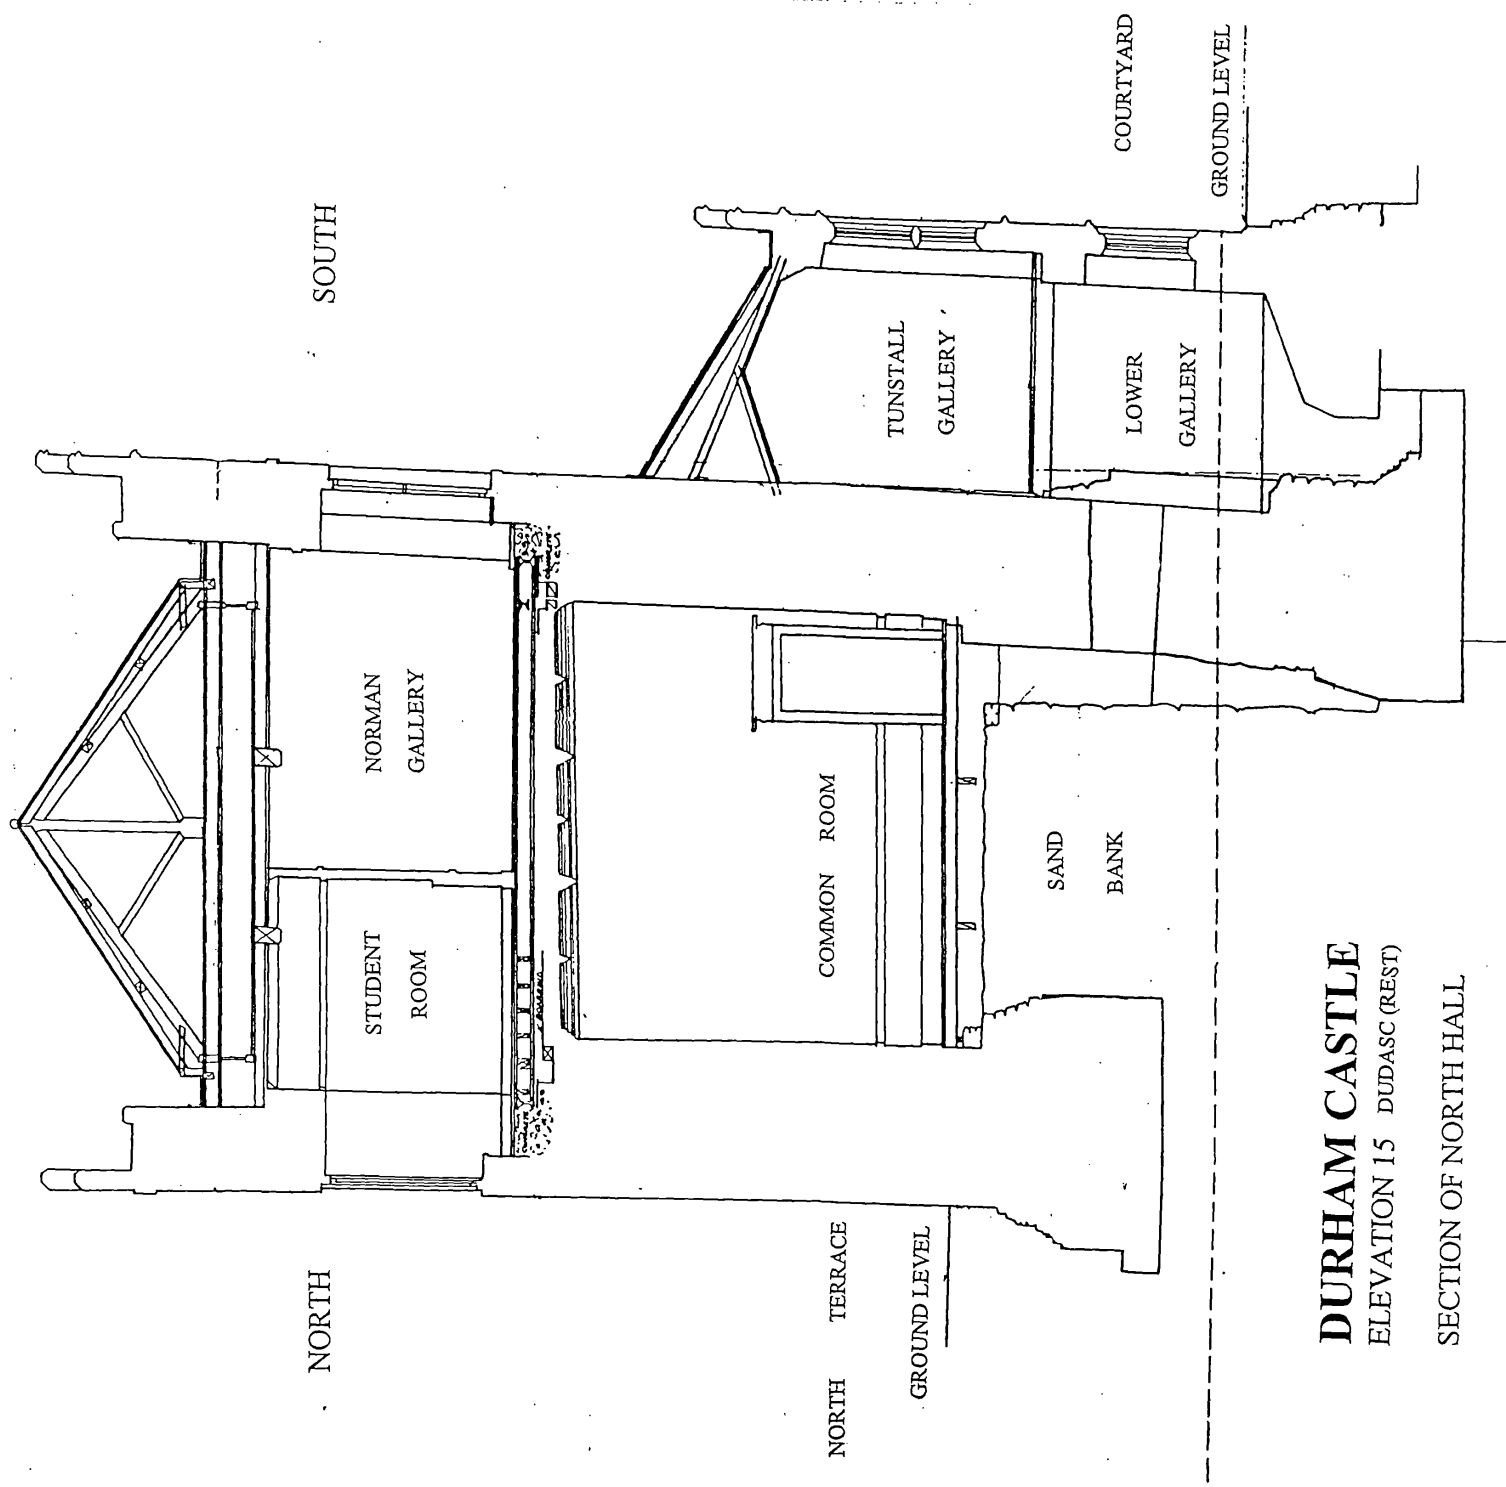 NORTH
SOUTH
STUDENT
ROOM
NORMAN
GALLERY
NORTH TERRACE
GROUND LEVEL
COMMON ROOM
TUNSTALL
GALLERY
SAND
BANK
LOWER
GALLERY
COURTYARD
GROUND LEVEL
DURHAM CASTLE
ELEVATION 15 DUDASC (REST)
SECTION OF NORTH HALL